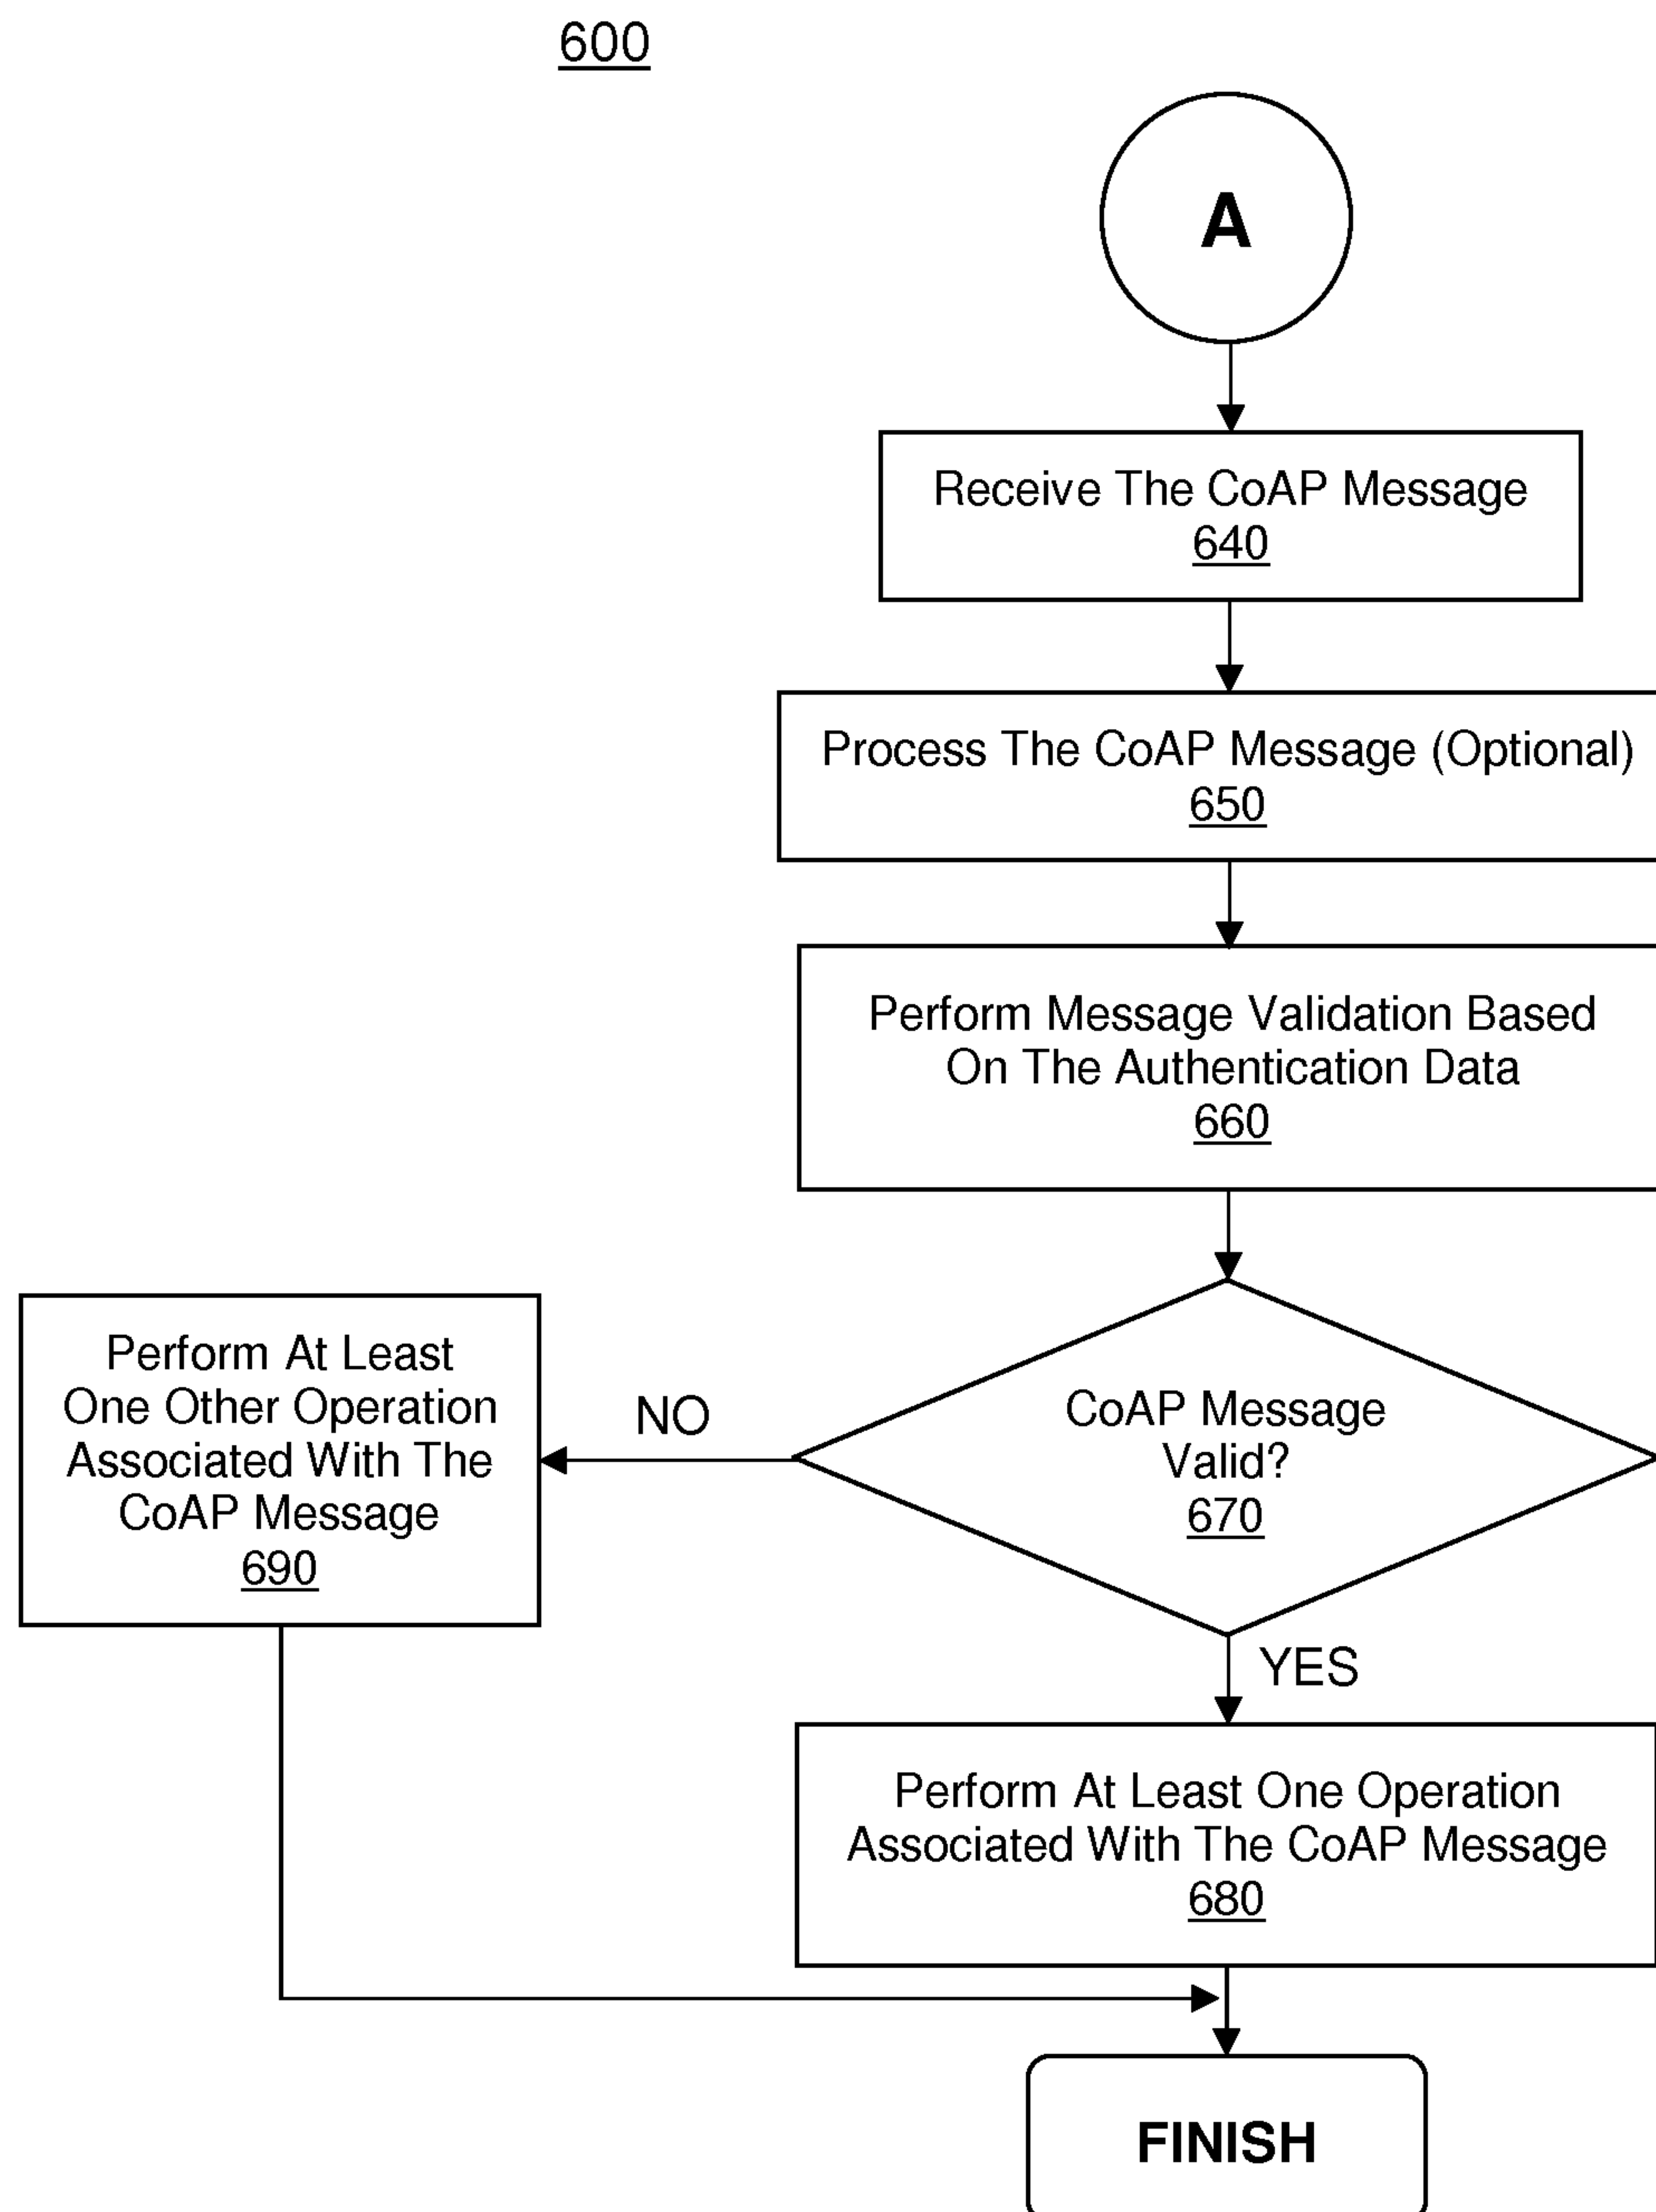 600
A
Receive The CoAP Message
640
Process The CoAP Message (Optional)
650
Perform Message Validation Based
On The Authentication Data
660
CoAP Message
Valid?
670
NO
Perform At Least
One Other Operation
Associated With The
CoAP Message
690
YES
Perform At Least One Operation
Associated With The CoAP Message
680
FINISH